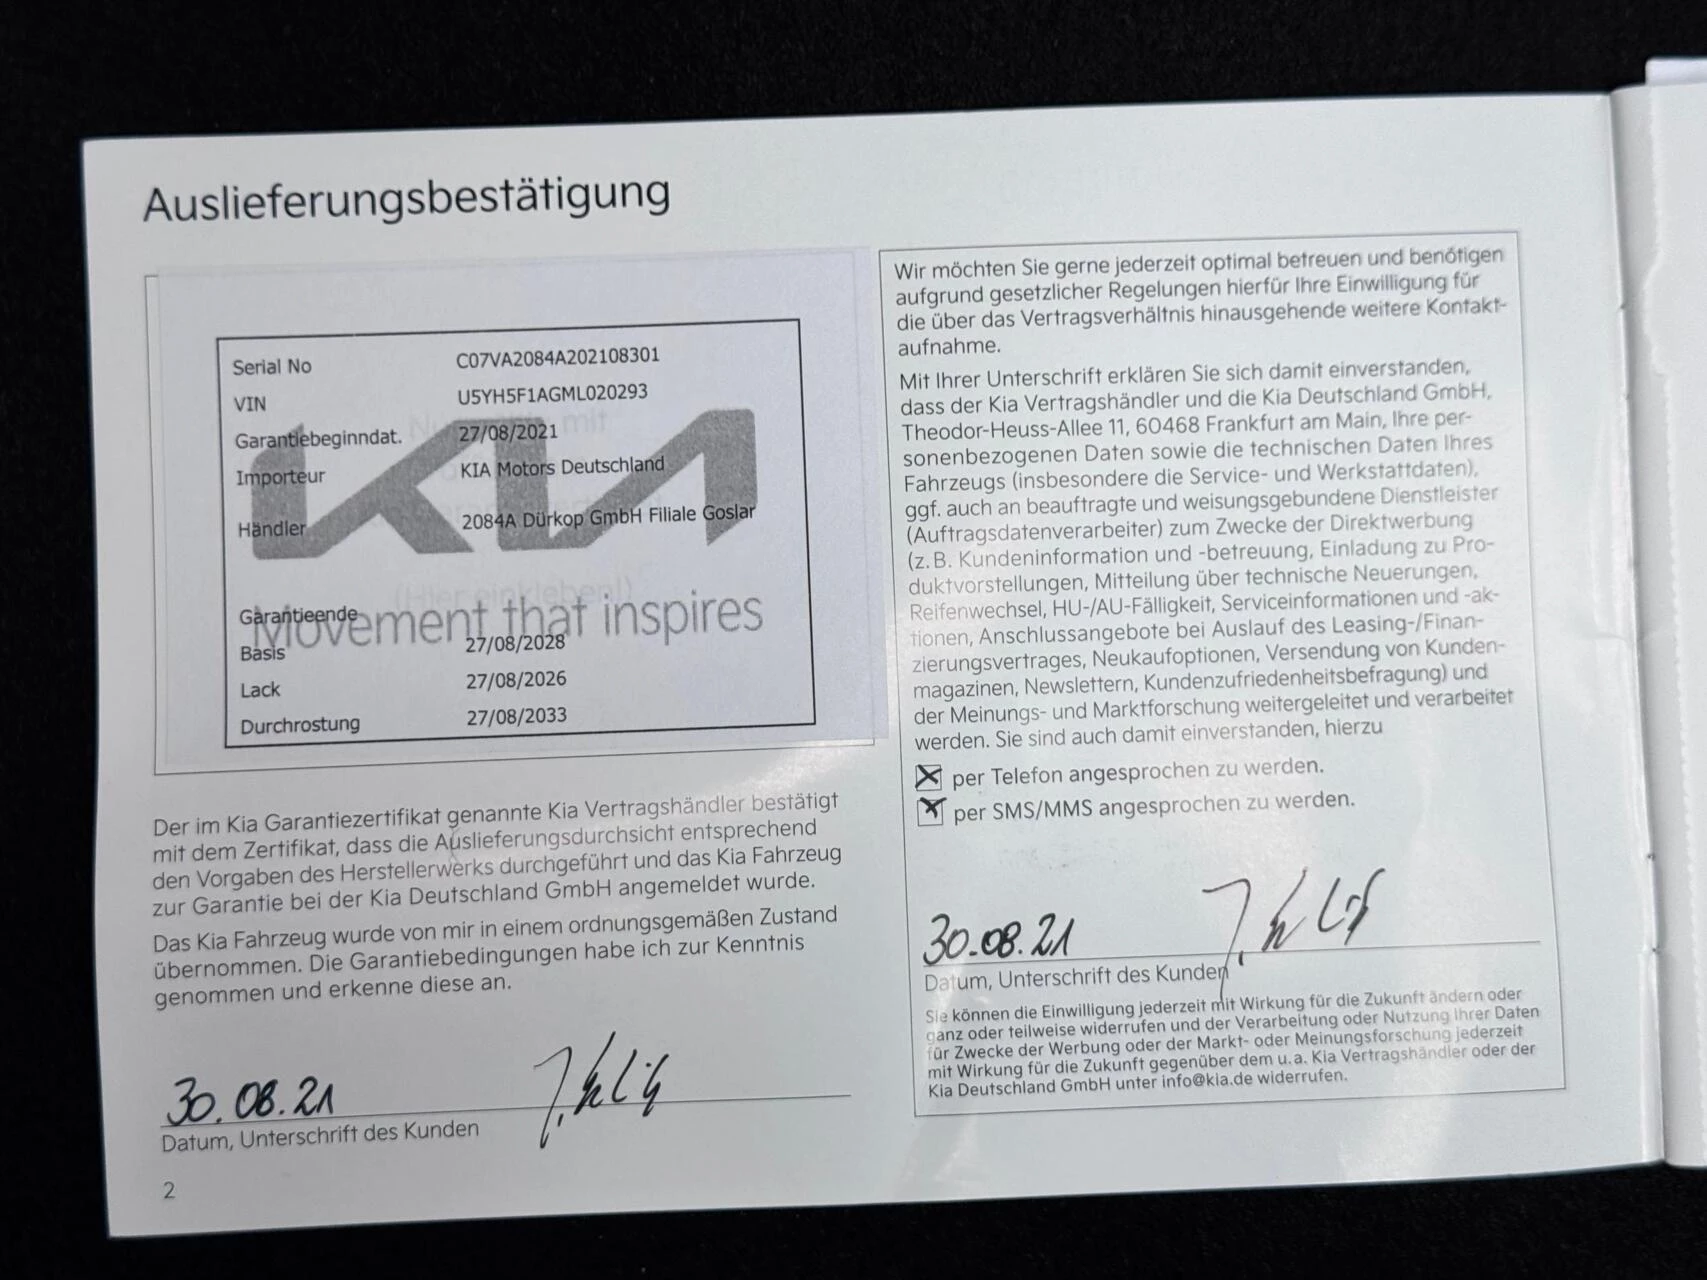 Auslieferungsbestätigung
Serial No C07VA2084A202108301
VIN U5YH5F1AGML020293
Garantiebeginndat. 27/08/2021
Importeur KIA Motors Deutschland
Händler 2084A Dürkop GmbH Filiale Goslar
KIA
Movement that inspires
Garantieende
Basis 27/08/2028
Lack 27/08/2026
Durchrostung 27/08/2033
Der im Kia Garantiezertifikat genannte Kia Vertragshändler bestätigt
mit dem Zertifikat, dass die Auslieferungsdurchsicht entsprechend
den Vorgaben des Herstellerwerks durchgeführt und das Kia Fahrzeug
zur Garantie bei der Kia Deutschland GmbH angemeldet wurde.
Das Kia Fahrzeug wurde von mir in einem ordnungsgemäßen Zustand
übernommen. Die Garantiebedingungen habe ich zur Kenntnis
genommen und erkenne diese an.
30.08.21
Datum, Unterschrift des Kunden
2
Wir möchten Sie gerne jederzeit optimal betreuen und benötigen
aufgrund gesetzlicher Regelungen hierfür Ihre Einwilligung für
die über das Vertragsverhältnis hinausgehende weitere Kontakt-
aufnahme.
Mit Ihrer Unterschrift erklären Sie sich damit einverstanden,
dass der Kia Vertragshändler und die Kia Deutschland GmbH,
Theodor-Heuss-Allee 11, 60468 Frankfurt am Main, Ihre per-
sonenbezogenen Daten sowie die technischen Daten Ihres
Fahrzeugs (insbesondere die Service- und Werkstattdaten),
ggf. auch an beauftragte und weisungsgebundene Dienstleister
(Auftragsdatenverarbeiter) zum Zwecke der Direktwerbung
(z. B. Kundeninformation und -betreuung, Einladung zu Pro-
duktvorstellungen, Mitteilung über technische Neuerungen,
Reifenwechsel, HU-/AU-Fälligkeit, Serviceinformationen und -ak-
tionen, Anschlussangebote bei Auslauf des Leasing-/Finan-
zierungsvertrages, Neukaufoptionen, Versendung von Kunden-
magazinen, Newslettern, Kundenzufriedenheitsbefragung) und
der Meinungs- und Marktforschung weitergeleitet und verarbeitet
werden. Sie sind auch damit einverstanden, hierzu
per Telefon angesprochen zu werden.
per SMS/MMS angesprochen zu werden.
30.08.21
Datum, Unterschrift des Kunden
Sie können die Einwilligung jederzeit mit Wirkung für die Zukunft ändern oder
ganz oder teilweise widerrufen und der Verarbeitung oder Nutzung Ihrer Daten
für Zwecke der Werbung oder der Markt- oder Meinungsforschung jederzeit
mit Wirkung für die Zukunft gegenüber dem u. a. Kia Vertragshändler oder der
Kia Deutschland GmbH unter info@kia.de widerrufen.